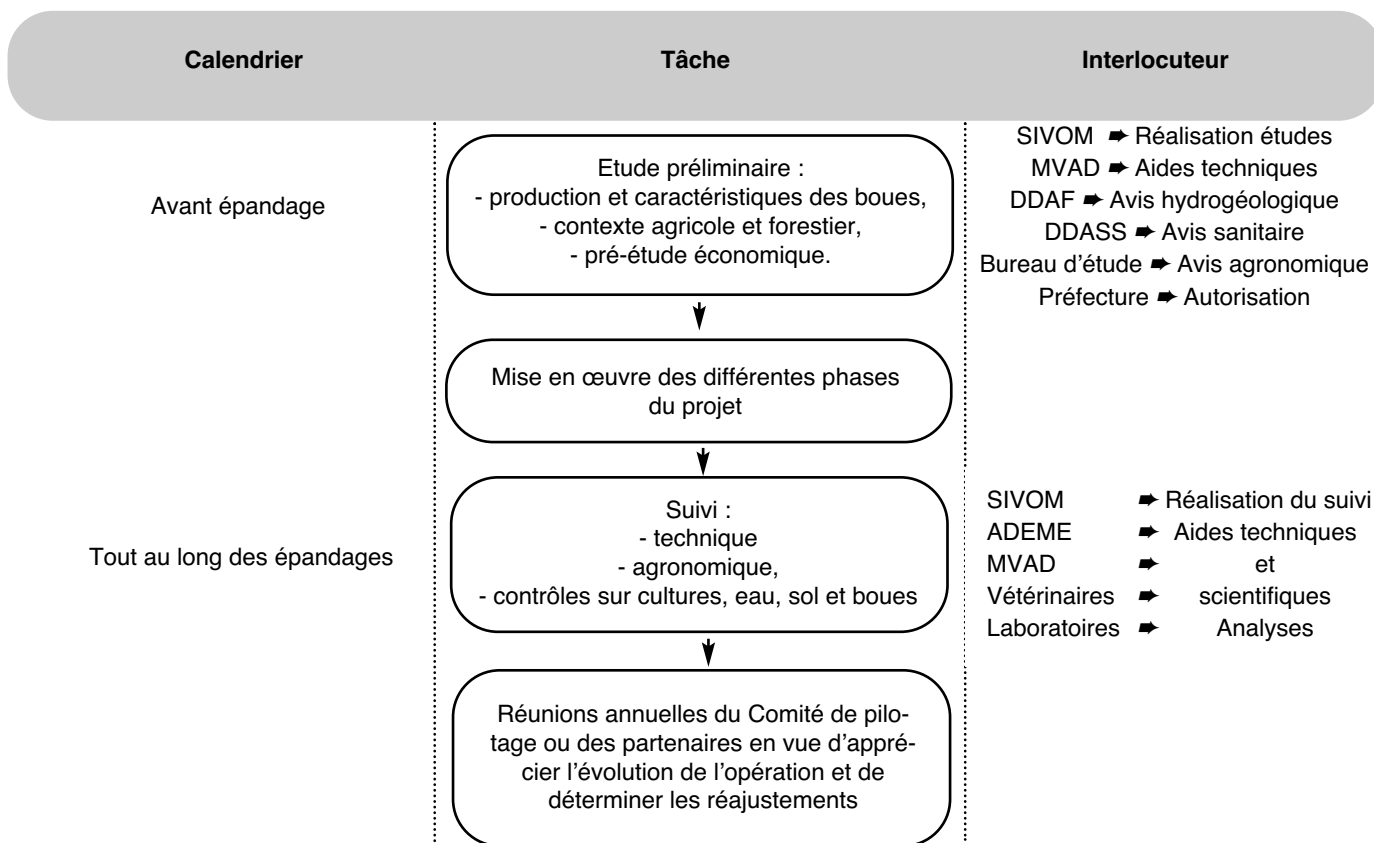 Calendrier
Tâche
Interlocuteur
Avant épandage
Etude préliminaire :
- production et caractéristiques des boues,
- contexte agricole et forestier,
- pré-étude économique.
SIVOM ➨ Réalisation études
MVAD ➨ Aides techniques
DDAF ➨ Avis hydrogéologique
DDASS ➨ Avis sanitaire
Bureau d'étude ➨ Avis agronomique
Préfecture ➨ Autorisation
Mise en œuvre des différentes phases
du projet
Tout au long des épandages
Suivi :
- technique
- agronomique,
- contrôles sur cultures, eau, sol et boues
SIVOM ➨ Réalisation du suivi
ADEME ➨ Aides techniques
MVAD ➨ et
Vétérinaires ➨ scientifiques
Laboratoires ➨ Analyses
Réunions annuelles du Comité de pilo-
tage ou des partenaires en vue d'appré-
cier l'évolution de l'opération et de
déterminer les réajustements